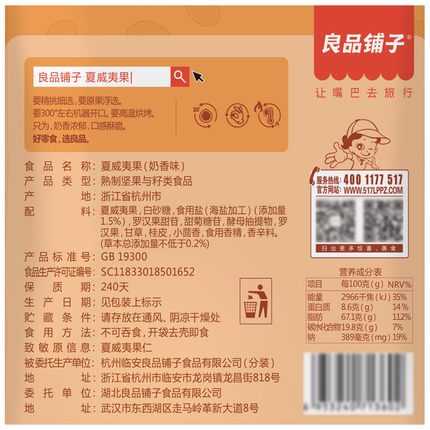 良品铺子®
让嘴巴去旅行
良品铺子 夏威夷果
要精挑细选，要原果浮选。
要300°左右机器开口。要高温烘烤。
只为，奶香浓郁，口感酥脆。
好零食，选良品。
食品名称：夏威夷果(奶香味)
产品类型：熟制坚果与籽类食品
产地：浙江省杭州市
配料：夏威夷果,白砂糖,食用盐(海盐加工)(添加量
1.5%),罗汉果甜苷,甜菊糖苷,酵母抽提物,罗
汉果,甘草,桂皮,小茴香,食用香精,香辛料。
(草本总添加量不低于0.2%)
产品标准号：GB 19300
食品生产许可证编号：SC11833018501652
保质期：240天
生产日期：见包装上标示
贮藏条件：请存放在通风、阴凉干燥处
食用方法：不可吞食，开袋去壳即食
致敏原信息：夏威夷果仁
被委托生产单位：杭州临安良品铺子食品有限公司(分装)
地址：浙江省杭州市临安市龙岗镇龙昌街818号
委托单位：湖北良品铺子食品有限公司
地址：武汉市东西湖区走马岭革新大道8号
服务热线：400 1177 517
官方网站：WWW.517LPPZ.COM
扫出更多惊喜，美食
营养成分表
项目 每100克(g) NRV%
能量 2966千焦(kJ) 35%
蛋白质 8.6克(g) 14%
脂肪 67.1克(g) 112%
碳水化合物 19.8克(g) 7%
钠 389毫克(mg) 19%
6 953240 713602